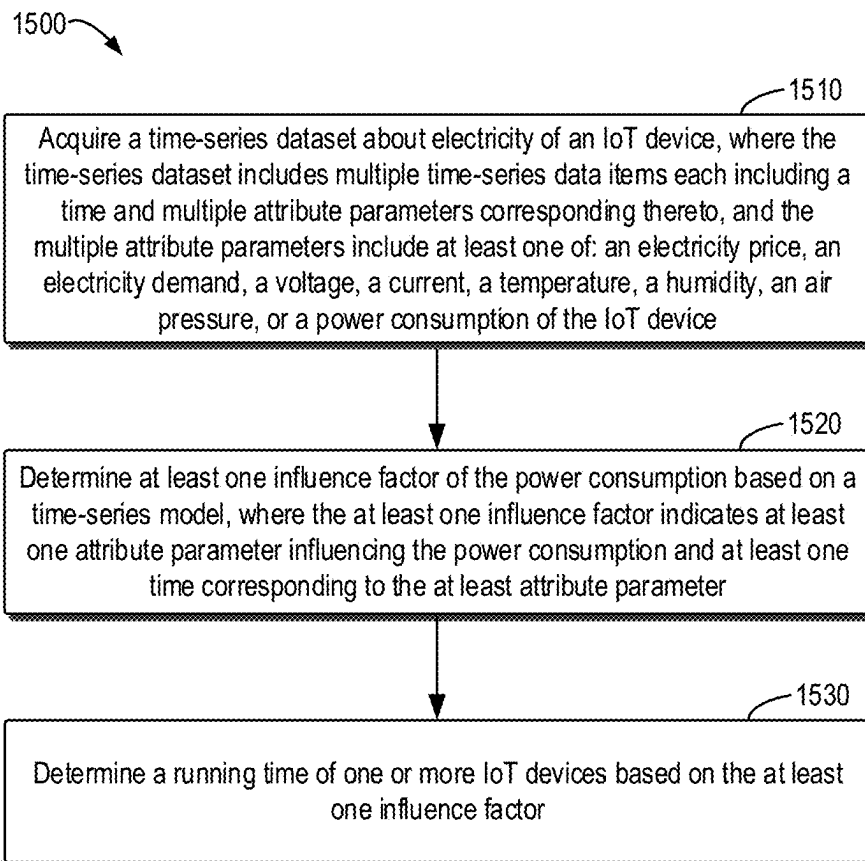 1500
1510
Acquire a time-series dataset about electricity of an IoT device, where the
time-series dataset includes multiple time-series data items each including a
time and multiple attribute parameters corresponding thereto, and the
multiple attribute parameters include at least one of: an electricity price, an
electricity demand, a voltage, a current, a temperature, a humidity, an air
pressure, or a power consumption of the IoT device
1520
Determine at least one influence factor of the power consumption based on a
time-series model, where the at least one influence factor indicates at least
one attribute parameter influencing the power consumption and at least one
time corresponding to the at least attribute parameter
1530
Determine a running time of one or more IoT devices based on the at least
one influence factor